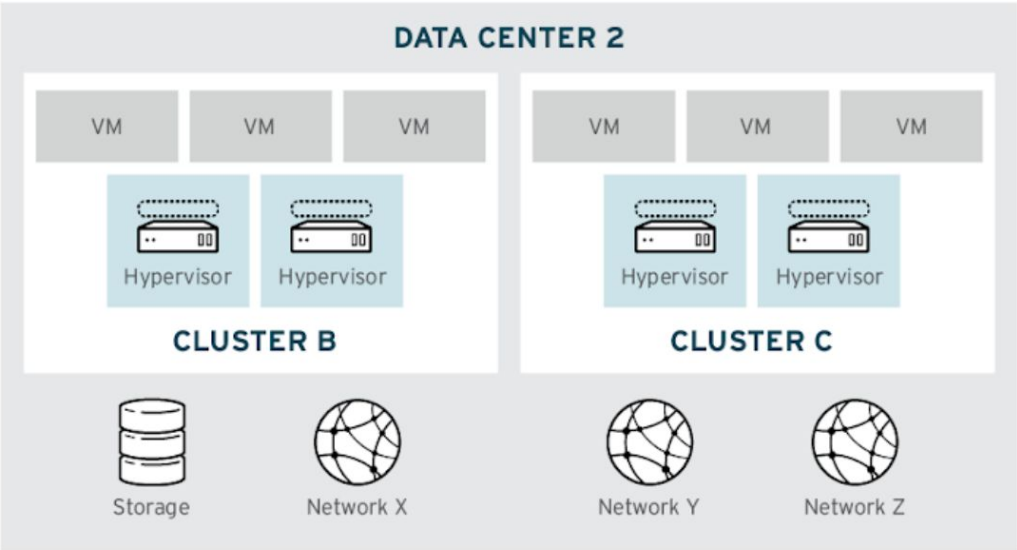 DATA CENTER 2
VM
VM
VM
Hypervisor
Hypervisor
CLUSTER B
VM
VM
VM
Hypervisor
Hypervisor
CLUSTER C
Storage
Network X
Network Y
Network Z